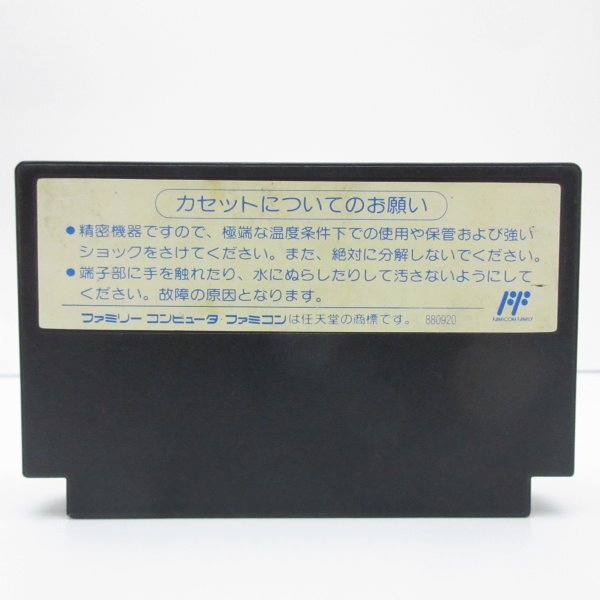 カセットについてのお願い
●精密機器ですので、極端な温度条件下での使用や保管および強い
ショックをさけてください。また、絶対に分解しないでください。
●端子部に手を触れたり、水にぬらしたりして汚さないようにして
ください。故障の原因となります。
ファミリー コンピュータ・ファミコンは任天堂の商標です。 880920
FAMICOM FAMILY